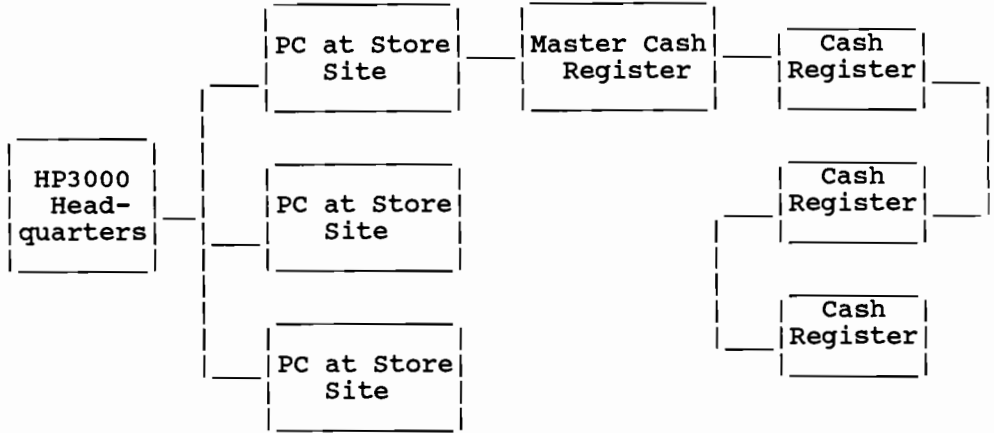 HP3000
Head-
quarters
PC at Store
Site
PC at Store
Site
PC at Store
Site
Master Cash
Register
Cash
Register
Cash
Register
Cash
Register